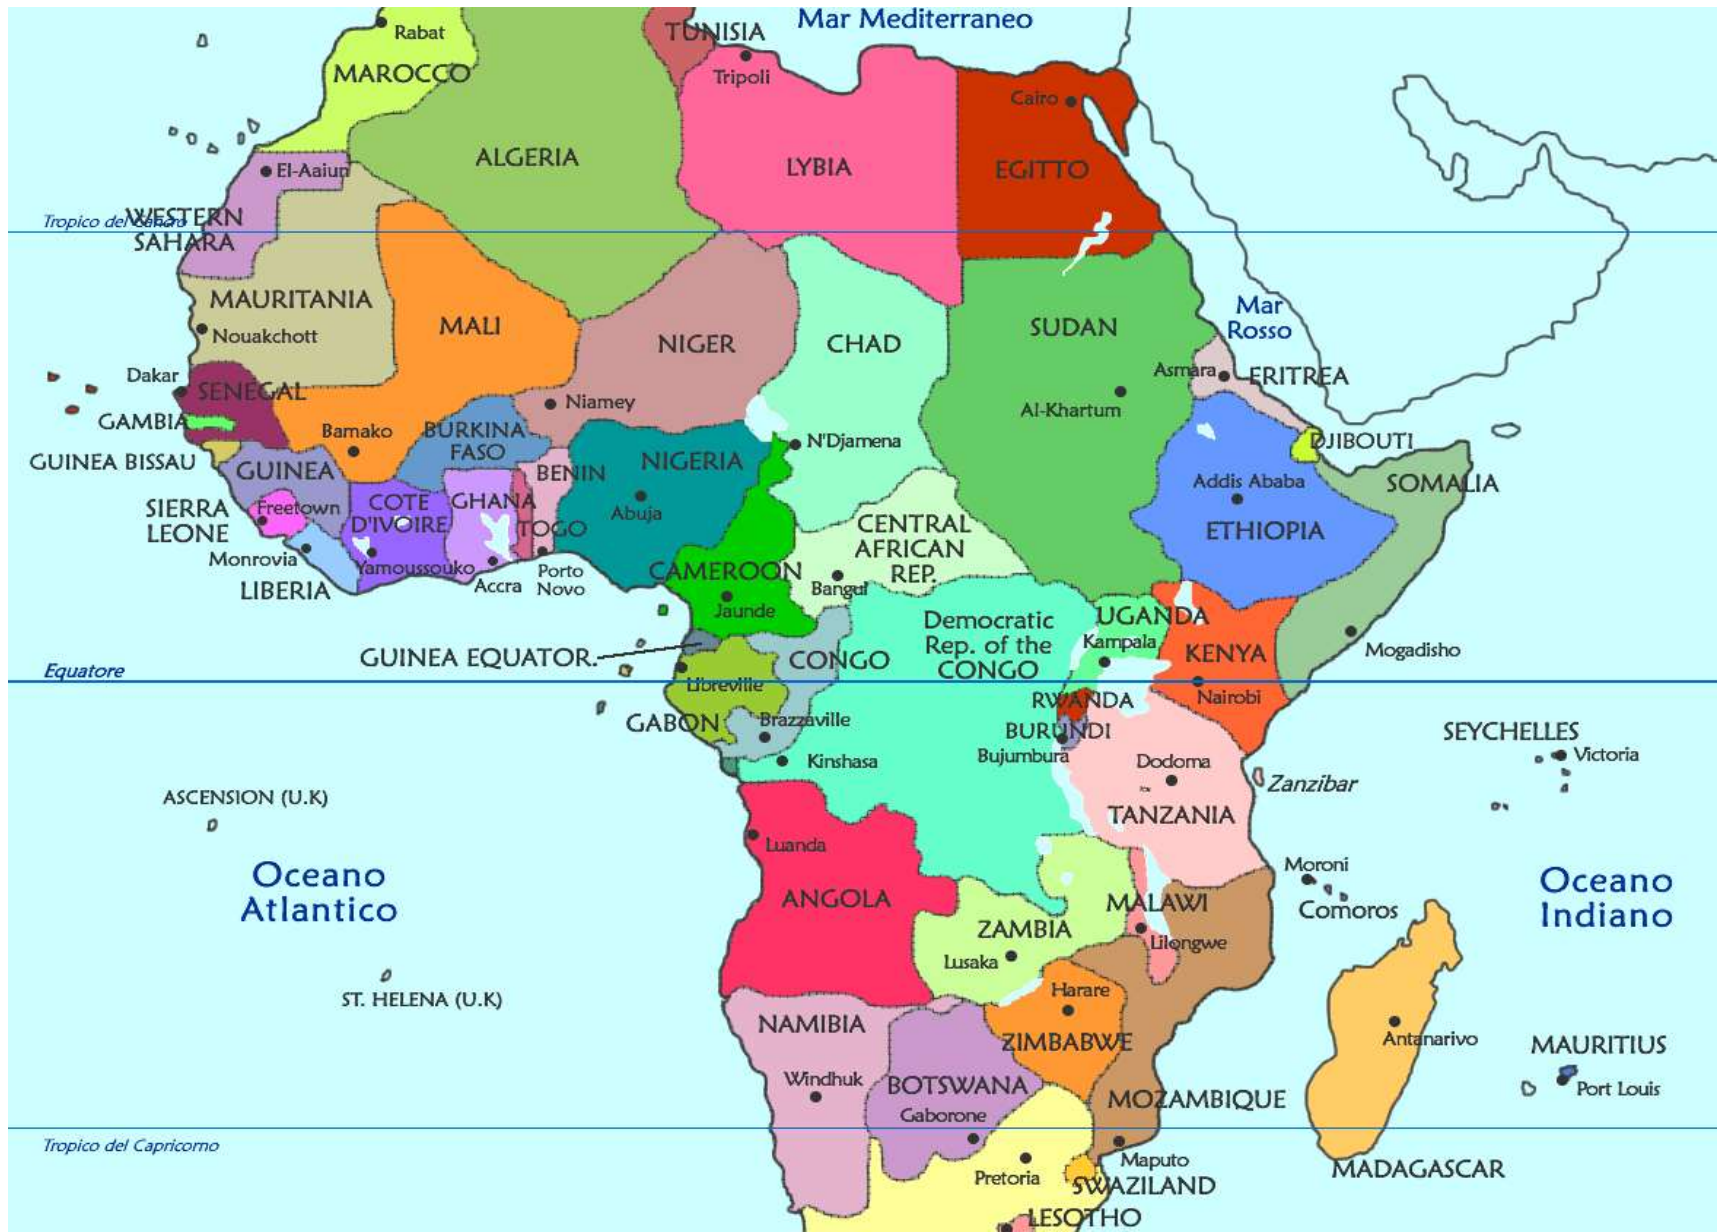 Mar Mediterraneo
Rabat
TUNISIA
MAROCCO
Tripoli
Cairo
ALGERIA
LYBIA
EGITTO
El-Aaiun
Tropico del Cancro
WESTERN
SAHARA
MAURITANIA
Nouakchott
MALI
NIGER
CHAD
SUDAN
Mar
Rosso
Dakar
SENEGAL
Asmara
ERITREA
Niamey
Al-Khartum
GAMBIA
Bamako
BURKINA
FASO
N'Djamena
DJIBOUTI
GUINEA BISSAU
GUINEA
BENIN
NIGERIA
Addis Ababa
SOMALIA
SIERRA
LEONE
Freetown
COTE
D'IVOIRE
GHANA
TOGO
Abuja
CENTRAL
AFRICAN
REP.
ETHIOPIA
Monrovia
LIBERIA
Yamoussouko
Accra
Porto
Novo
CAMEROON
Jaunde
Bangui
Democratic
Rep. of the
CONGO
UGANDA
Kampala
KENYA
Mogadisho
GUINEA EQUATOR.
CONGO
Equatore
Libreville
Nairobi
RWANDA
GABON
Brazzaville
BURUNDI
Bujumbura
SEYCHELLES
Victoria
Kinshasa
Dodoma
Zanzibar
TANZANIA
ASCENSION (U.K)
Luanda
Oceano
Atlantico
ANGOLA
Moroni
Comoros
Oceano
Indiano
MALAWI
ZAMBIA
Lilongwe
Lusaka
ST. HELENA (U.K)
Harare
NAMIBIA
ZIMBABWE
Antanarivo
MAURITIUS
Port Louis
Windhuk
BOTSWANA
Gaborone
MOZAMBIQUE
Tropico del Capricorno
Pretoria
Maputo
SWAZILAND
MADAGASCAR
LESOTHO